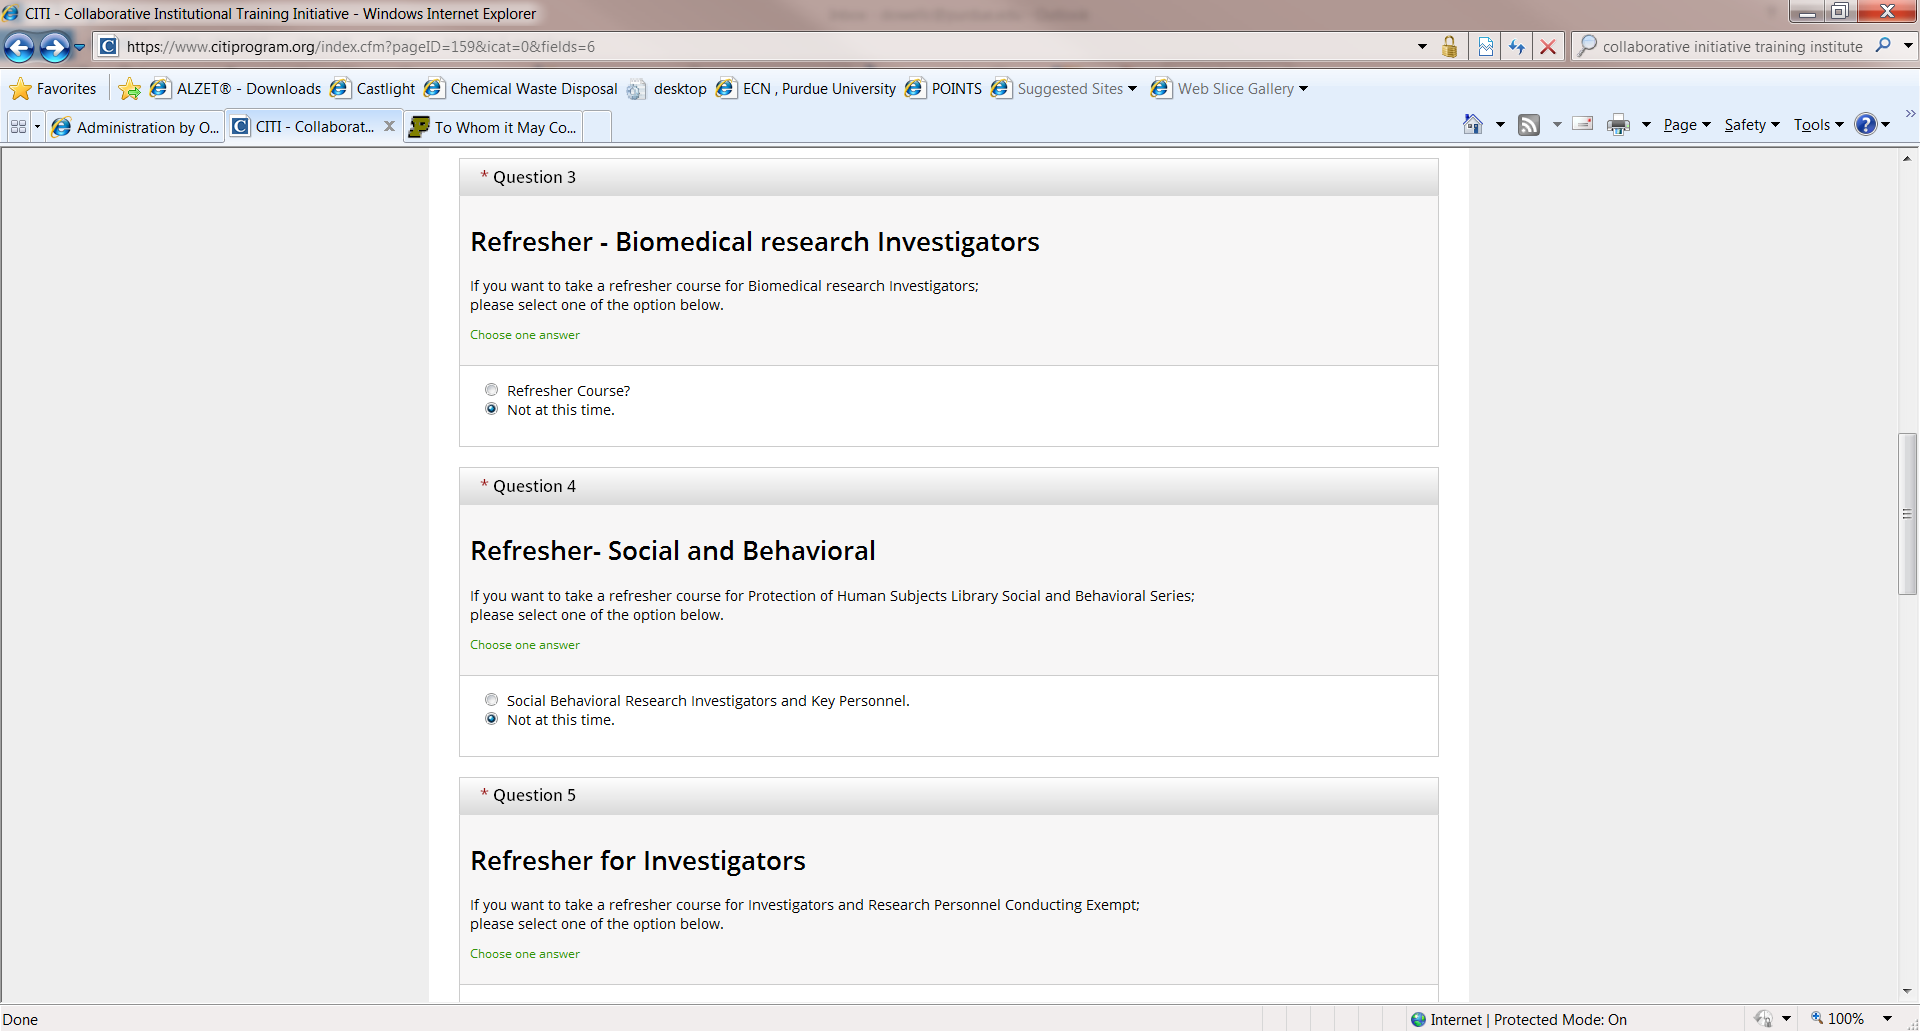 CITI - Collaborative Institutional Training Initiative - Windows Internet Explorer
https://www.citiprogram.org/index.cfm?pageID=159&icat=0&fields=6
collaborative initiative training institute
Favorites ALZET® - Downloads Castlight Chemical Waste Disposal desktop ECN , Purdue University POINTS Suggested Sites Web Slice Gallery
Administration by O... CITI - Collaborat... To Whom it May Co... Page Safety Tools
* Question 3
Refresher - Biomedical research Investigators
If you want to take a refresher course for Biomedical research Investigators;
please select one of the option below.
Choose one answer
Refresher Course?
Not at this time.
* Question 4
Refresher- Social and Behavioral
If you want to take a refresher course for Protection of Human Subjects Library Social and Behavioral Series;
please select one of the option below.
Choose one answer
Social Behavioral Research Investigators and Key Personnel.
Not at this time.
* Question 5
Refresher for Investigators
If you want to take a refresher course for Investigators and Research Personnel Conducting Exempt;
please select one of the option below.
Choose one answer
Done Internet | Protected Mode: On 100%